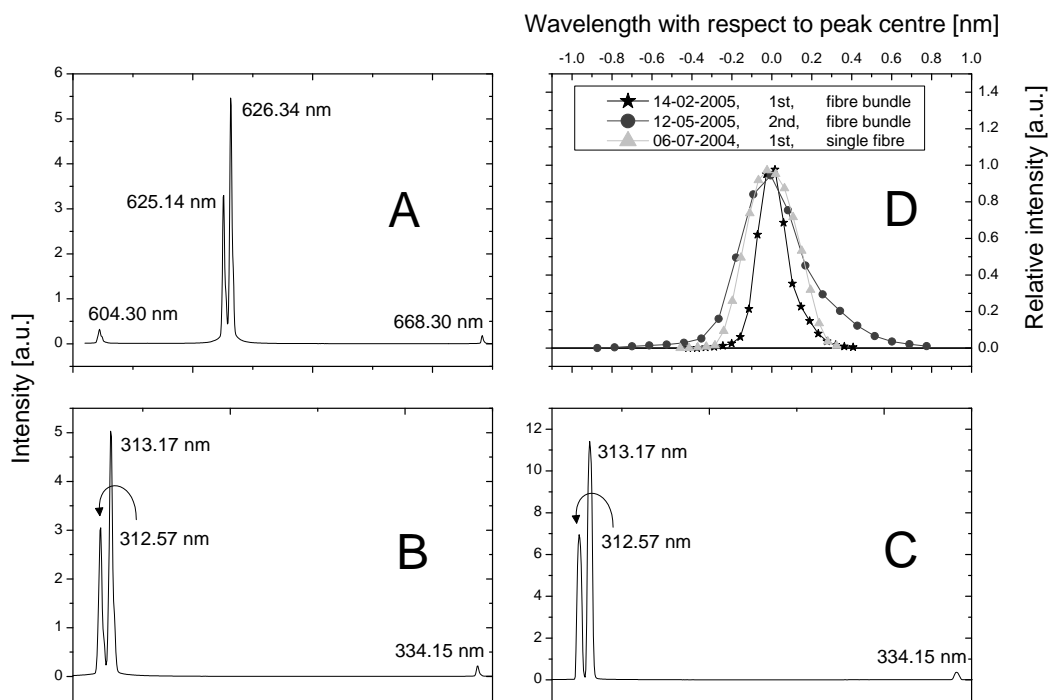 Wavelength with respect to peak centre [nm]
-1.0 -0.8 -0.6 -0.4 -0.2 0.0 0.2 0.4 0.6 0.8 1.0
6
5
4
3
2
1
0
626.34 nm
625.14 nm
604.30 nm
668.30 nm
A
14-02-2005, 1st, fibre bundle
12-05-2005, 2nd, fibre bundle
06-07-2004, 1st, single fibre
D
1.4
1.2
1.0
0.8
0.6
0.4
0.2
0.0
Relative intensity [a.u.]
Intensity [a.u.]
5
4
3
2
1
0
313.17 nm
312.57 nm
334.15 nm
B
12
10
8
6
4
2
0
313.17 nm
312.57 nm
334.15 nm
C